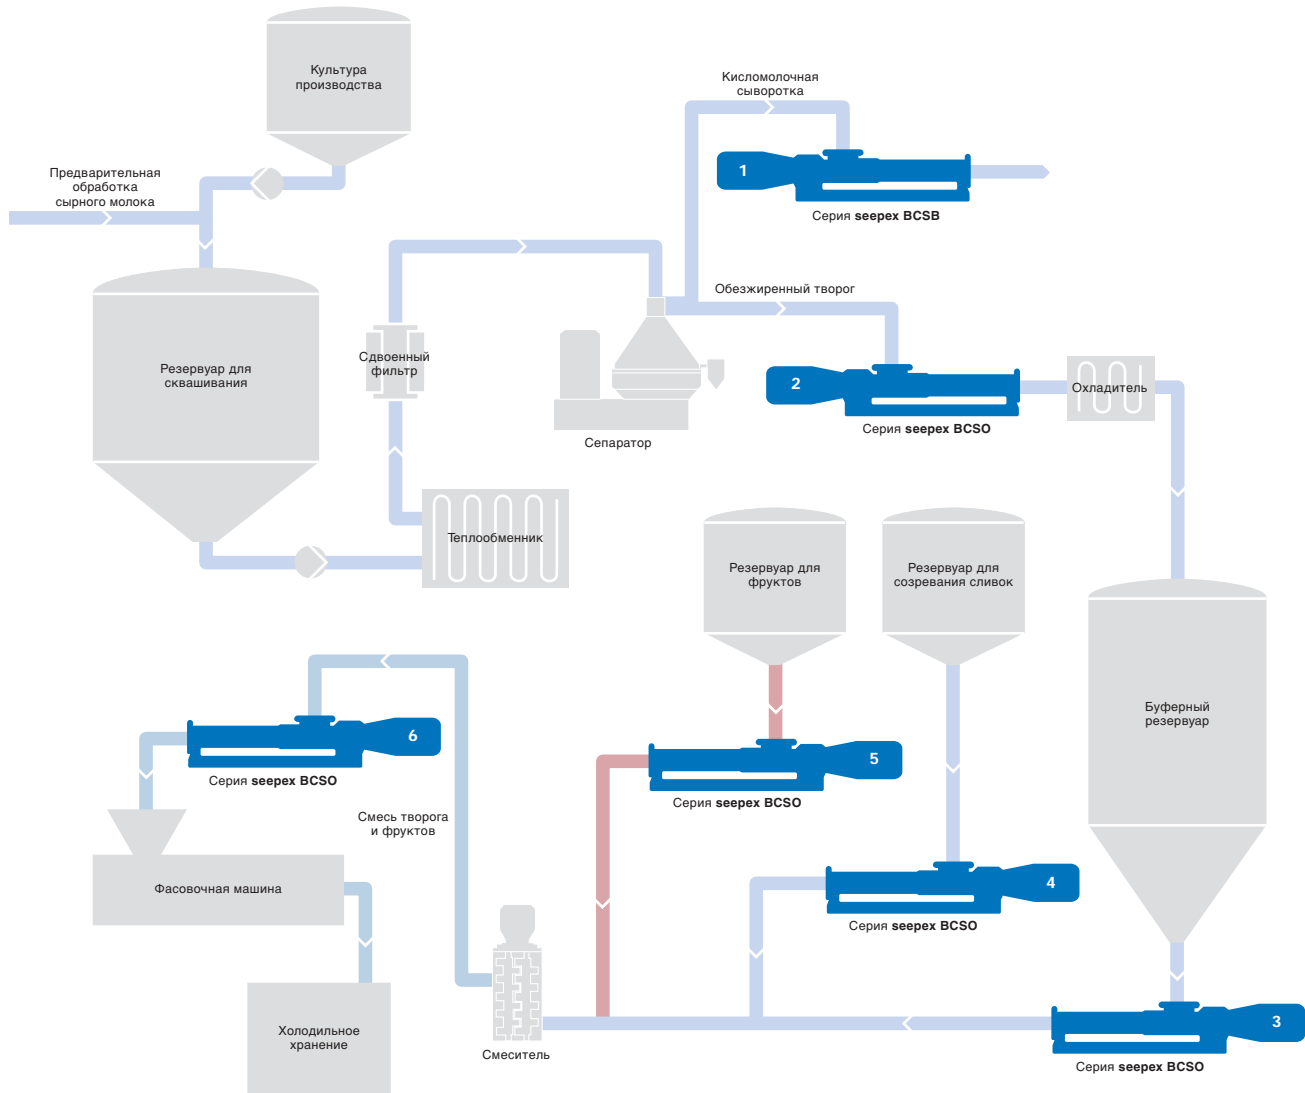 Культура
производства
Предварительная
обработка
сырного молока
Кисломолочная
сыворотка
1
Серия seepex BCSB
Обезжиренный творог
Резервуар для
сквашивания
Сдвоенный
фильтр
2
Охладитель
Серия seepex BCSO
Сепаратор
Теплообменник
Резервуар для
фруктов
Резервуар для
созревания сливок
Буферный
резервуар
6
Серия seepex BCSO
5
Серия seepex BCSO
Смесь творога
и фруктов
Фасовочная машина
4
Серия seepex BCSO
Холодильное
хранение
Смеситель
3
Серия seepex BCSO